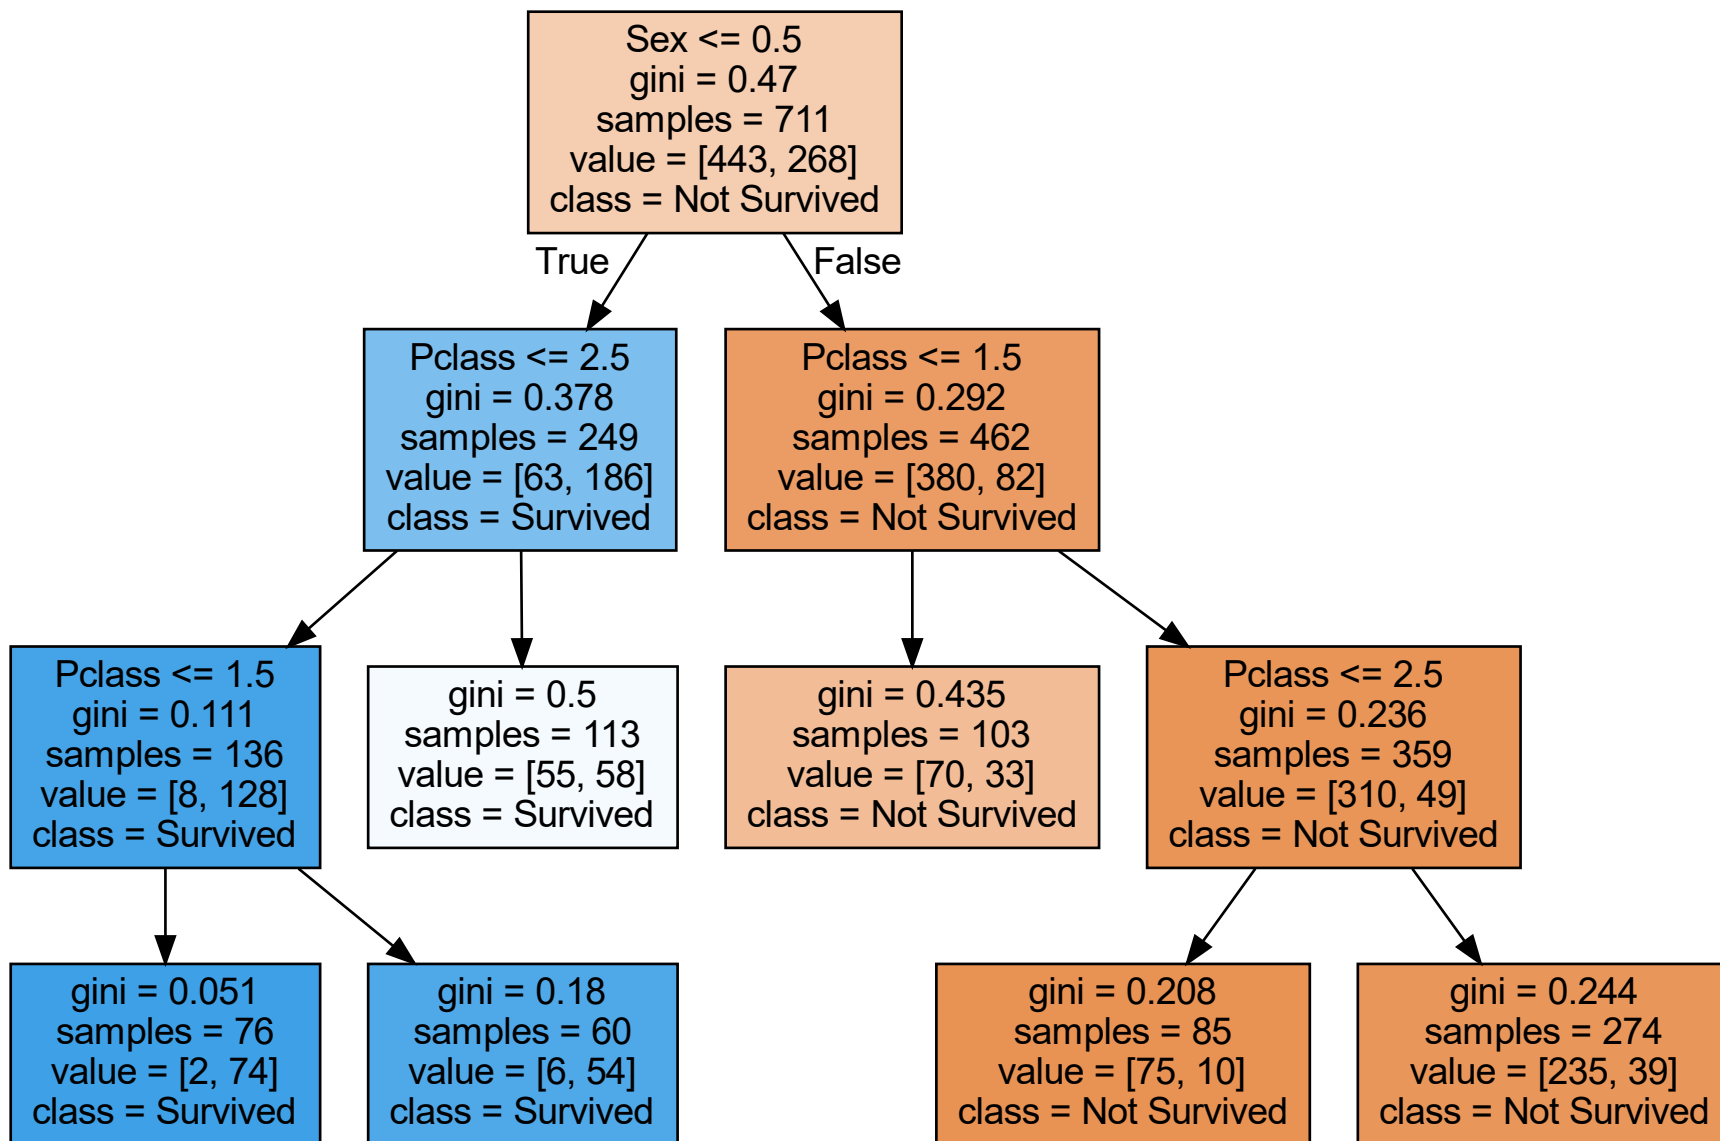 Sex <= 0.5
gini = 0.47
samples = 711
value = [443, 268]
class = Not Survived
True
False
Pclass <= 2.5
gini = 0.378
samples = 249
value = [63, 186]
class = Survived
Pclass <= 1.5
gini = 0.292
samples = 462
value = [380, 82]
class = Not Survived
Pclass <= 1.5
gini = 0.111
samples = 136
value = [8, 128]
class = Survived
gini = 0.5
samples = 113
value = [55, 58]
class = Survived
gini = 0.435
samples = 103
value = [70, 33]
class = Not Survived
Pclass <= 2.5
gini = 0.236
samples = 359
value = [310, 49]
class = Not Survived
gini = 0.051
samples = 76
value = [2, 74]
class = Survived
gini = 0.18
samples = 60
value = [6, 54]
class = Survived
gini = 0.208
samples = 85
value = [75, 10]
class = Not Survived
gini = 0.244
samples = 274
value = [235, 39]
class = Not Survived